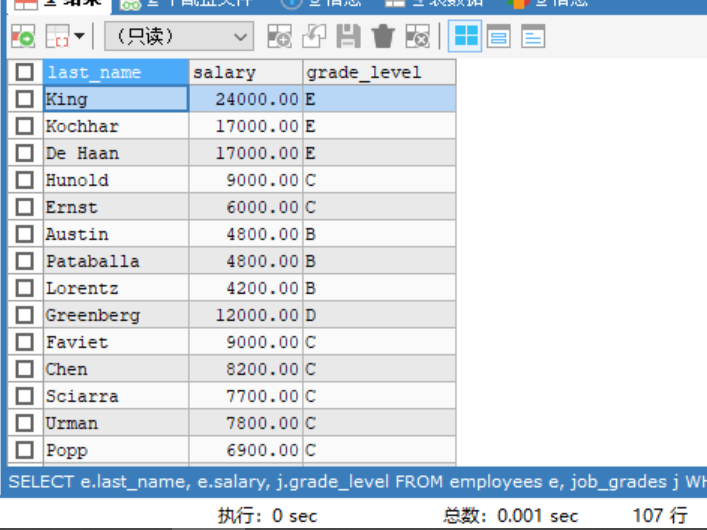 (只读)
last_name salary grade_level
King 24000.00 E
Kochhar 17000.00 E
De Haan 17000.00 E
Hunold 9000.00 C
Ernst 6000.00 C
Austin 4800.00 B
Pataballa 4800.00 B
Lorentz 4200.00 B
Greenberg 12000.00 D
Faviet 9000.00 C
Chen 8200.00 C
Sciarra 7700.00 C
Urman 7800.00 C
Popp 6900.00 C
SELECT e.last_name, e.salary, j.grade_level FROM employees e, job_grades j
执行: 0 sec 总数: 0.001 sec 107 行